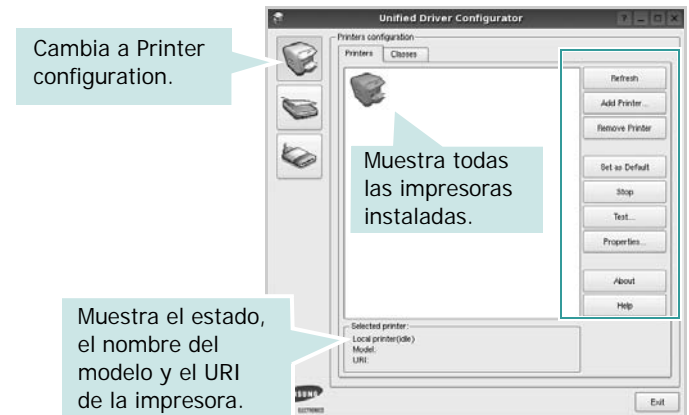 Unified Driver Configurator
Cambia a Printer
configuration.
Printers configuration
Printers Classes
Refresh
Add Printer...
Remove Printer
Set as Default
Stop
Test...
Properties...
About
Help
Muestra todas
las impresoras
instaladas.
Muestra el estado,
el nombre del
modelo y el URI
de la impresora.
Selected printer:
Local printer(idle)
Model:
URI:
ELECTRONICS
Exit